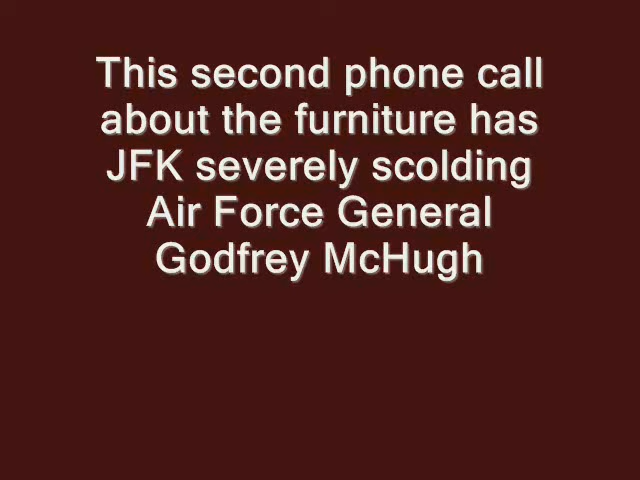 This second phone call
about the furniture has
JFK severely scolding
Air Force General
Godfrey McHugh